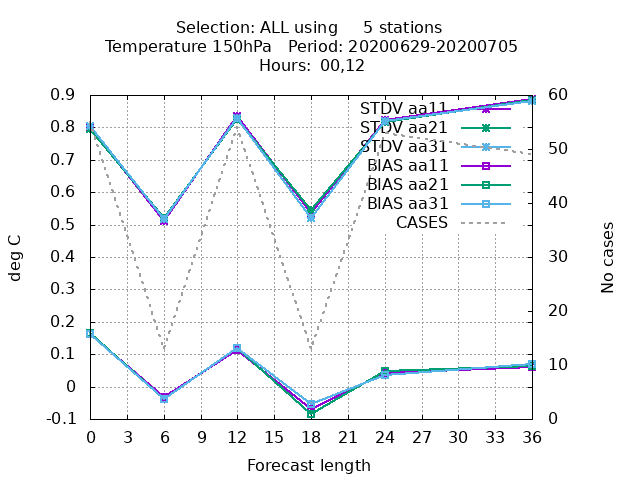 Selection: ALL using     5 stations
Temperature 150hPa   Period: 20200629-20200705
Hours:  00,12
0.9
0.8
0.7
0.6
0.5
0.4
0.3
0.2
0.1
0
-0.1
deg C
60
50
40
30
20
10
0
No cases
STDV aa11
STDV aa21
STDV aa31
BIAS aa11
BIAS aa21
BIAS aa31
CASES
0 3 6 9 12 15 18 21 24 27 30 33 36
Forecast length